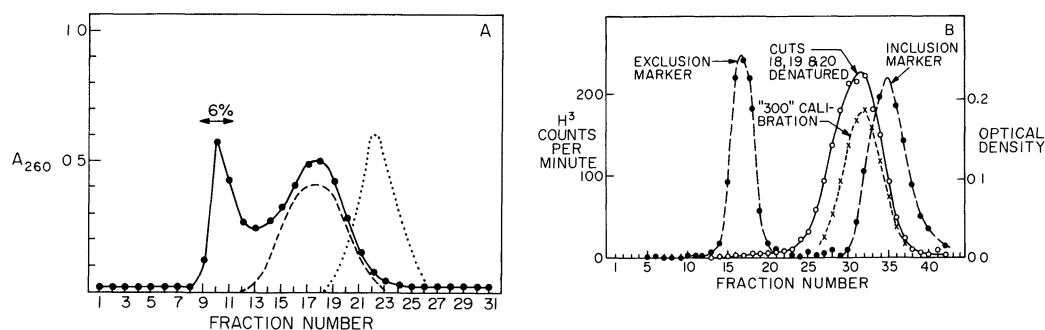 A
1 0
A260
0 5
6%
1 3 5 7 9 11 13 15 17 19 21 23 25 27 29 31
FRACTION NUMBER
B
EXCLUSION
MARKER
CUTS
18, 19 & 20
DENATURED
INCLUSION
MARKER
"300" CALI-
BRATION
H3
COUNTS
PER
MINUTE
200
100
0
OPTICAL
DENSITY
0.2
0 1
0 0
1 5 10 15 20 25 30 35 40
FRACTION NUMBER